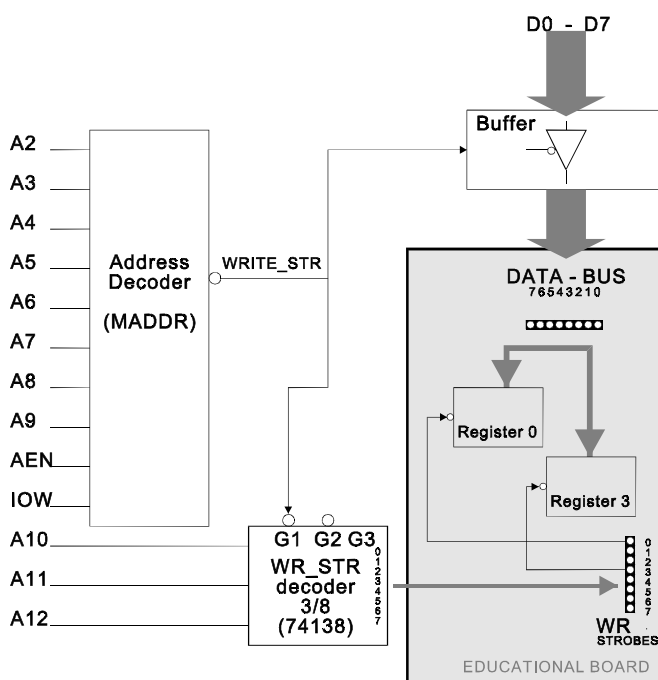 D0 - D7
Buffer
A2
A3
A4
A5
A6
A7
A8
A9
AEN
IOW
A10
A11
A12
Address
Decoder
(MADDR)
WRITE_STR
G1 G2 G3
WR_STR
decoder
3/8
(74138)
0
1
2
3
4
5
6
7
DATA - BUS
76543210
Register 0
Register 3
0
1
2
3
4
5
6
7
WR
STROBES
EDUCATIONAL BOARD